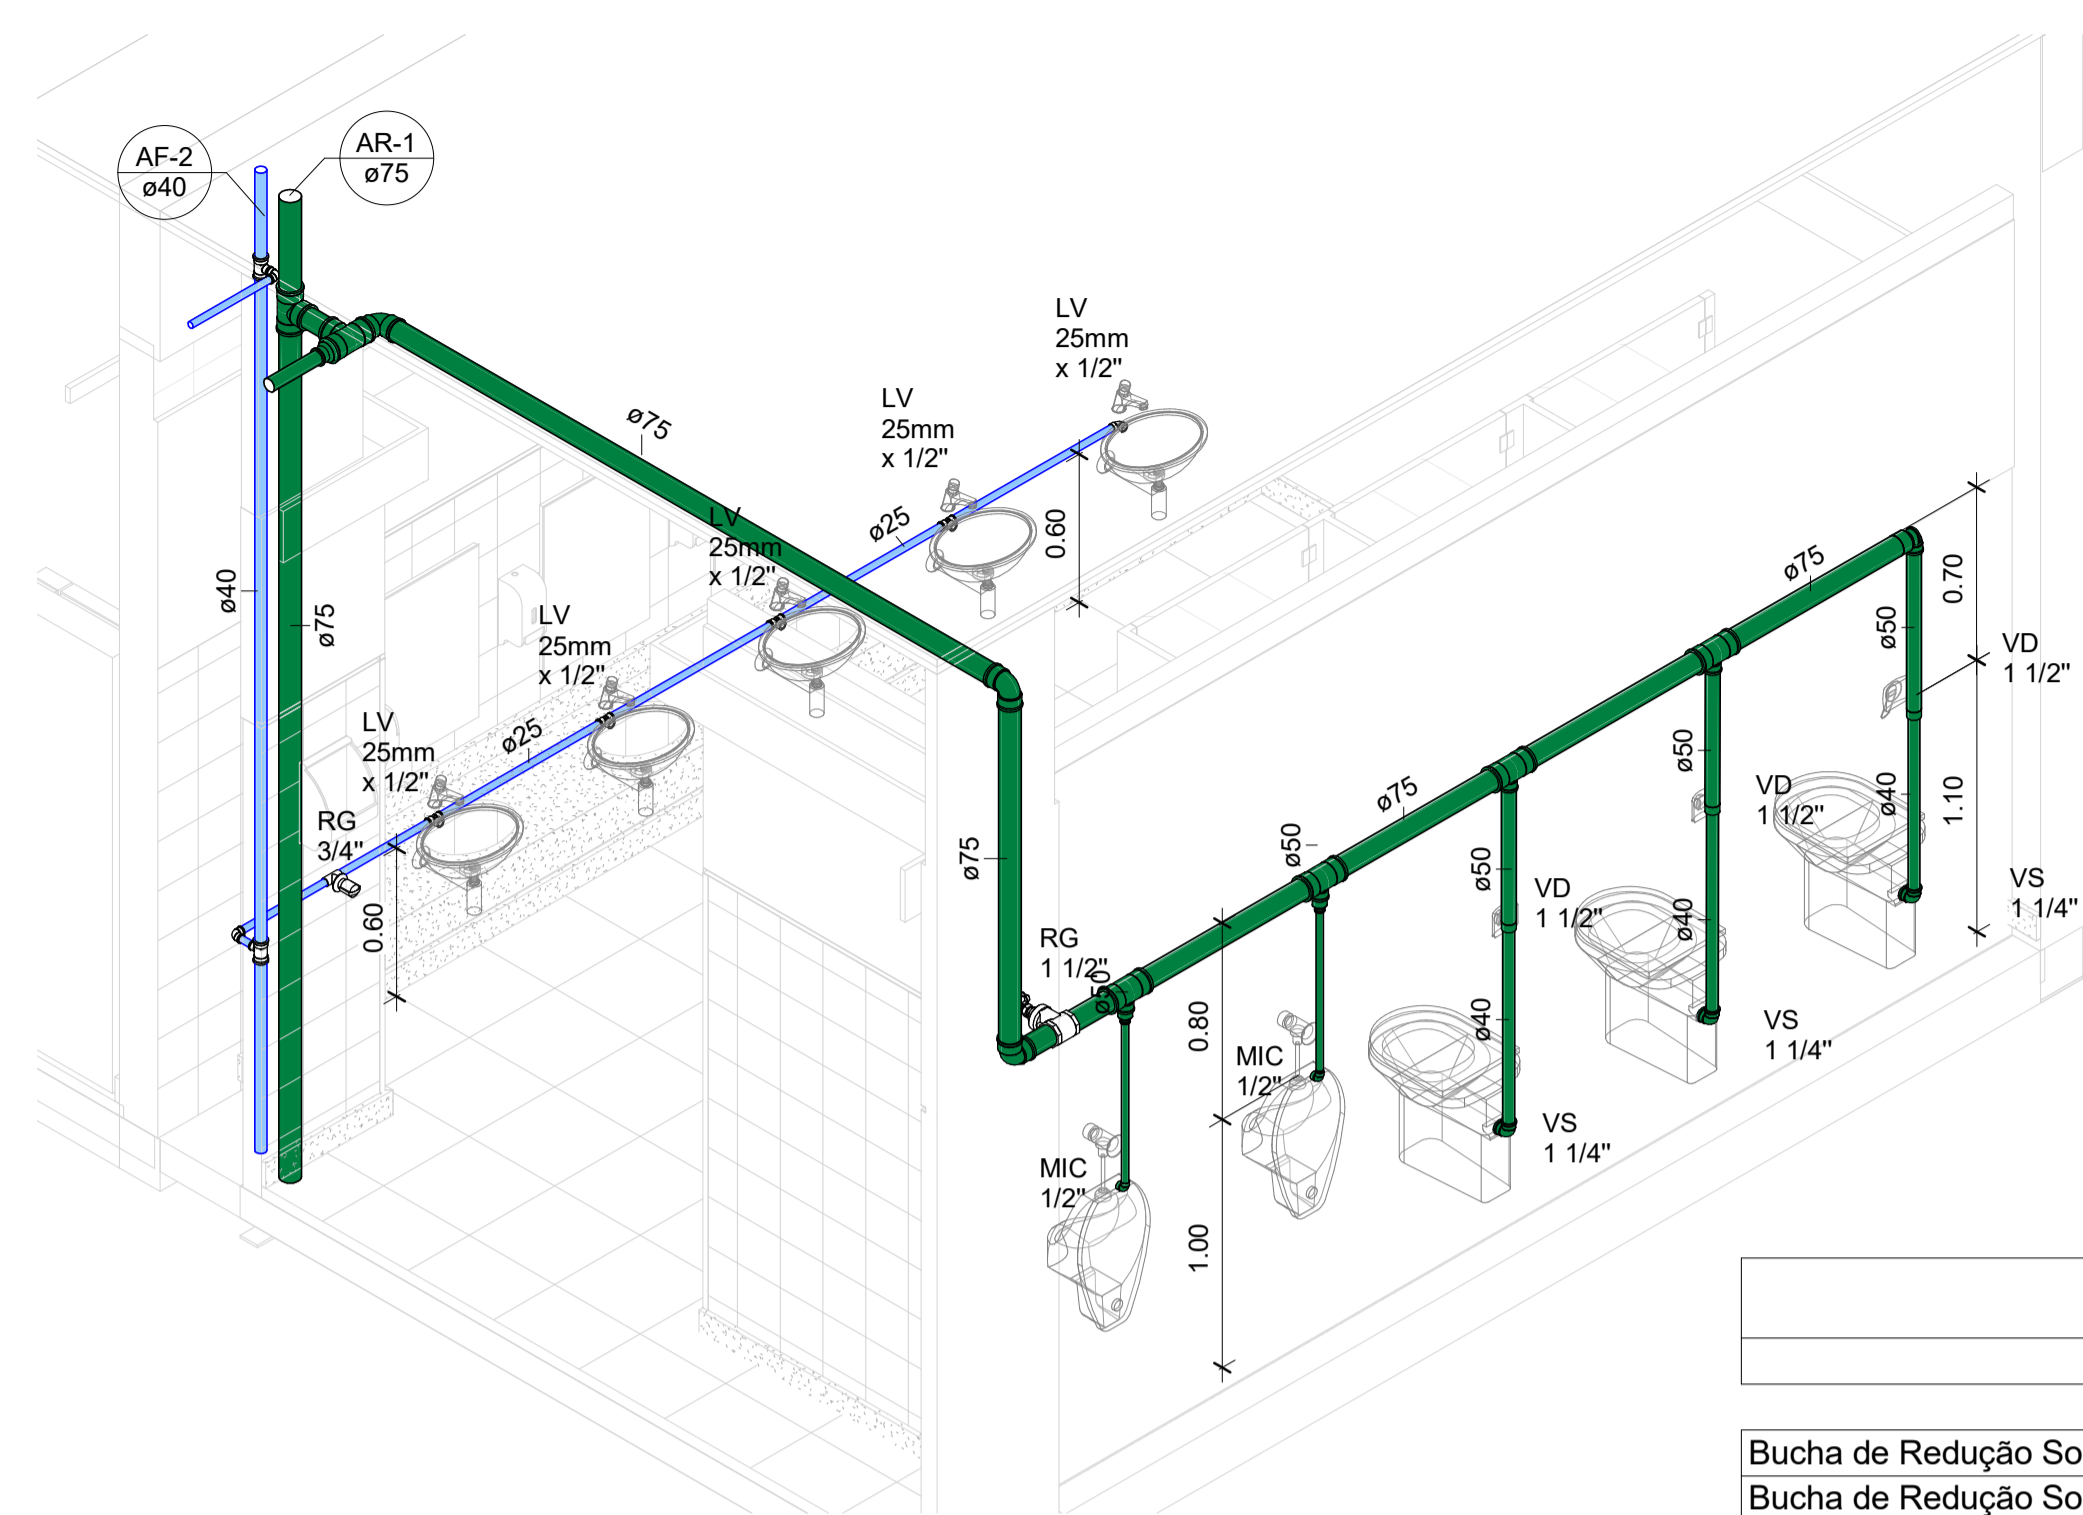 AF-2
ø40
AR-1
ø75
LV
25mm
x 1/2"
LV
25mm
x 1/2"
ø75
LV
25mm
x 1/2"
ø25
0.60
LV
25mm
x 1/2"
ø40
ø75
LV
25mm
x 1/2"
ø25
RG
3/4"
0.60
ø75
RG
1 1/2"
ø50
ø50
ø75
0.80
1.00
MIC
1/2"
MIC
1/2"
ø50
VD
1 1/2"
ø40
VS
1 1/4"
ø50
VD
1 1/2"
ø40
VS
1 1/4"
ø75
ø50
0.70
VD
1 1/2"
ø40
1.10
VS
1 1/4"
Bucha de Redução So
Bucha de Redução So